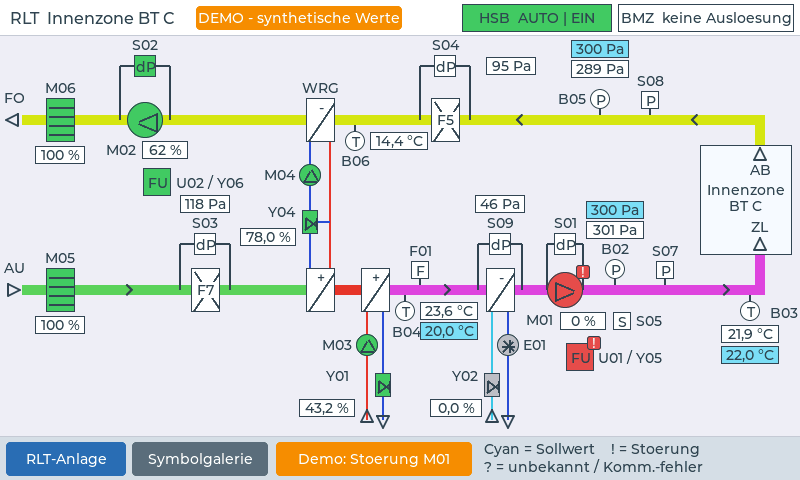 RLT Innenzone BT C
DEMO - synthetische Werte
HSB AUTO | EIN
BMZ keine Ausloesung
S02
dP
S04
dP
95 Pa
300 Pa
289 Pa
S08
P
B05
P
FO
M06
100 %
M02
62 %
WRG
-
T
B06
14,4 °C
F5
AB
Innenzone
BT C
ZL
FU
U02 / Y06
M04
118 Pa
S03
dP
Y04
78,0 %
46 Pa
S09
dP
S01
dP
300 Pa
301 Pa
B02
P
S07
P
F01
F
AU
M05
100 %
F7
+
+
-
!
T
B04
23,6 °C
20,0 °C
M01
0 %
S
S05
T
B03
21,9 °C
22,0 °C
M03
E01
FU
!
U01 / Y05
Y01
43,2 %
Y02
0,0 %
RLT-Anlage
Symbolgalerie
Demo: Stoerung M01
Cyan = Sollwert ! = Stoerung
? = unbekannt / Komm.-fehler